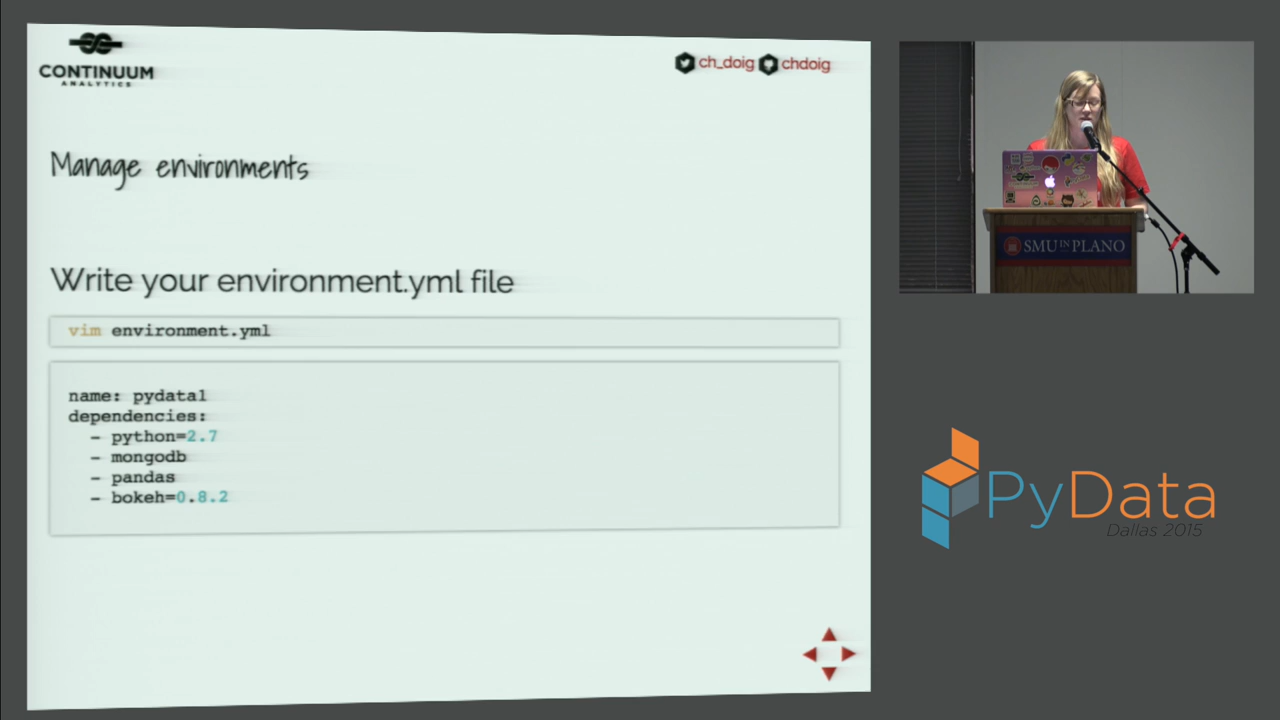 CONTINUUM
ANALYTICS
ch_doig chdoig
Manage environments
Write your environment.yml file
vim environment.yml
name: pydata1
dependencies:
- python=2.7
- mongodb
- pandas
- bokeh=0.8.2
SMU IN PLANO
PyData
Dallas 2015